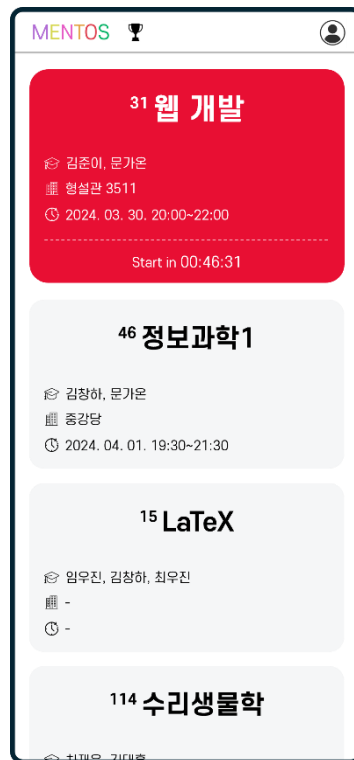 MENTOS
31 웹 개발
김준이, 문가온
형설관 3511
2024. 03. 30. 20:00~22:00
Start in 00:46:31
46 정보과학1
김창하, 문가온
중강당
2024. 04. 01. 19:30~21:30
15 LaTeX
임우진, 김창하, 최우진
-
-
114 수리생물학